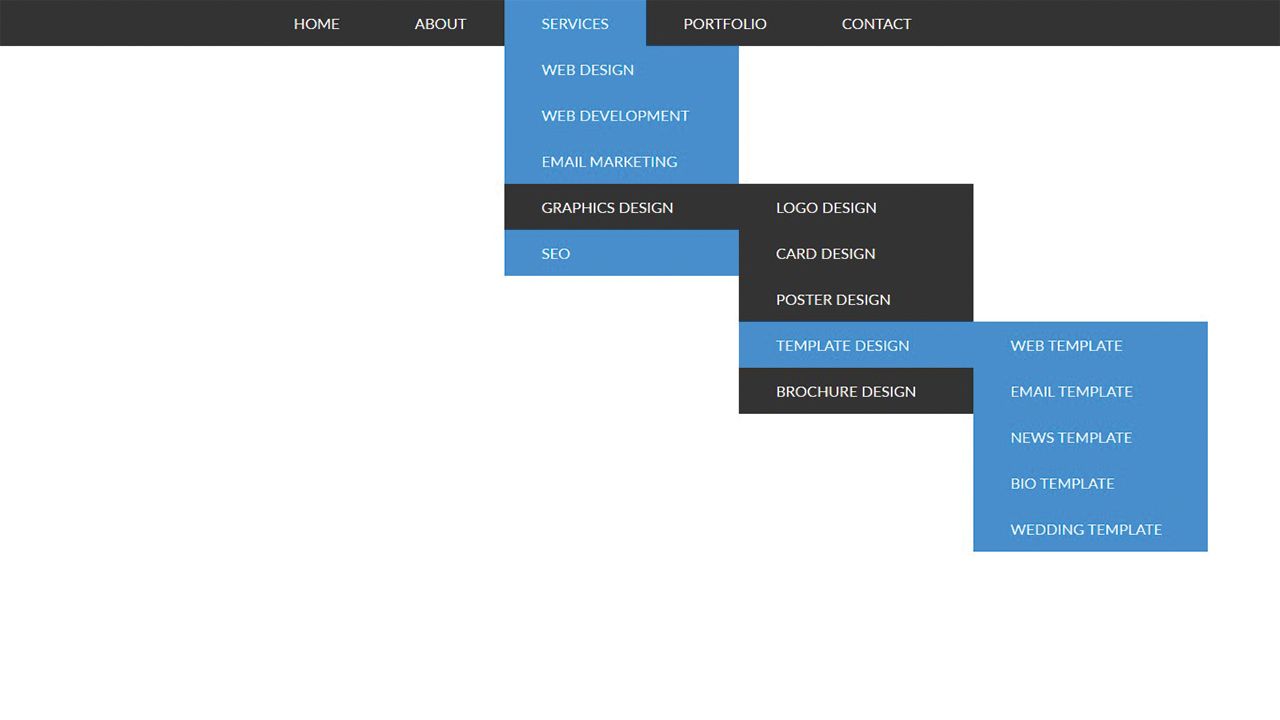 HOME ABOUT SERVICES PORTFOLIO CONTACT
WEB DESIGN
WEB DEVELOPMENT
EMAIL MARKETING
GRAPHICS DESIGN
SEO
LOGO DESIGN
CARD DESIGN
POSTER DESIGN
TEMPLATE DESIGN
BROCHURE DESIGN
WEB TEMPLATE
EMAIL TEMPLATE
NEWS TEMPLATE
BIO TEMPLATE
WEDDING TEMPLATE